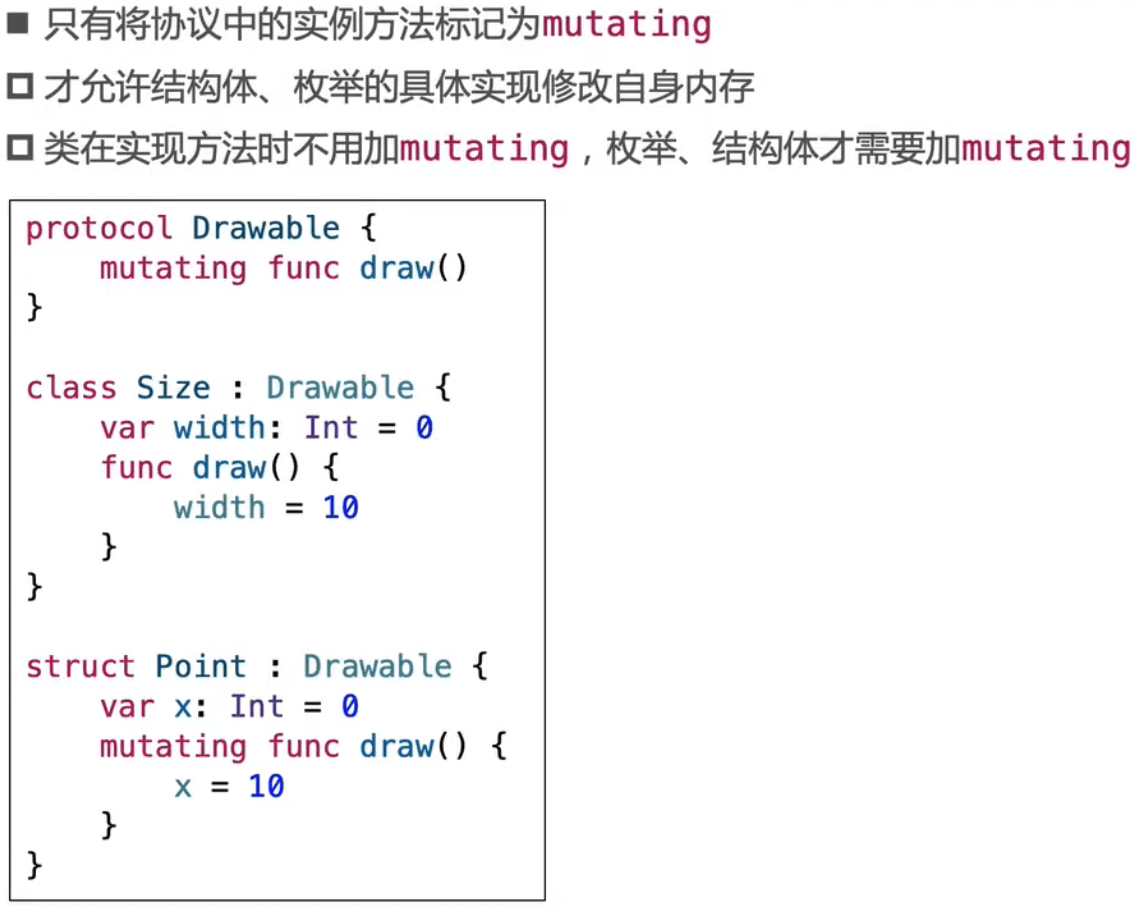 只有将协议中的实例方法标记为mutating
才允许结构体、枚举的具体实现修改自身内存
类在实现方法时不用加mutating，枚举、结构体才需要加mutating
protocol Drawable {
    mutating func draw()
}
class Size : Drawable {
    var width: Int = 0
    func draw() {
        width = 10
    }
}
struct Point : Drawable {
    var x: Int = 0
    mutating func draw() {
        x = 10
    }
}